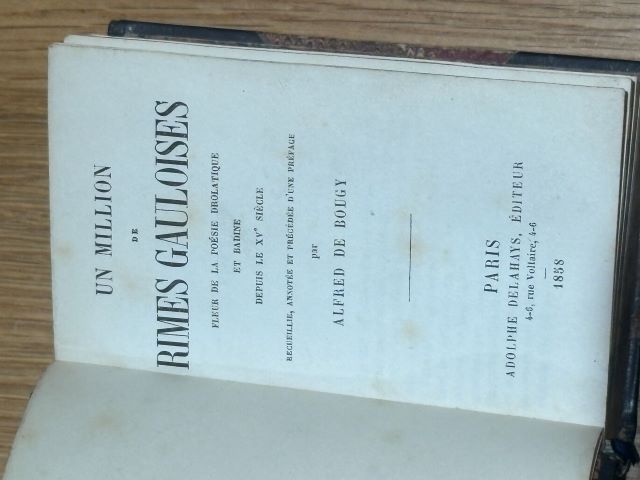 UN MILLION
DE
RIMES GAULOISES
FLEUR DE LA POÉSIE DROLATIQUE
ET BADINE
DEPUIS LE XVe SIÈCLE
RECUEILLIE, ANNOTÉE ET PRÉCÉDÉE D'UNE PRÉFACE
par
ALFRED DE BOUGY
PARIS
ADOLPHE DELAHAYS, ÉDITEUR
4-6, rue Voltaire, 4-6
1858